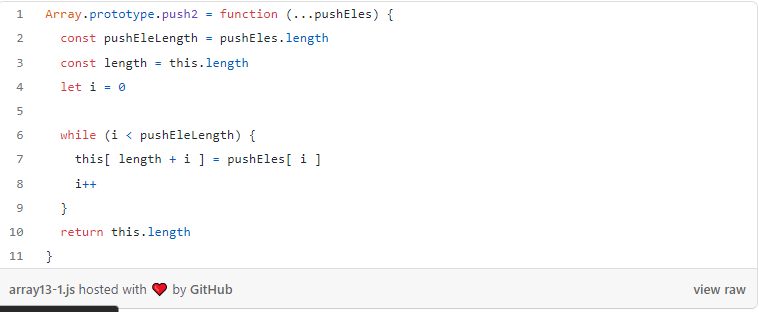 1 Array.prototype.push2 = function (...pushEles) {
2 const pushEleLength = pushEles.length
3 const length = this.length
4 let i = 0
5
6 while (i < pushEleLength) {
7 this[ length + i ] = pushEles[ i ]
8 i++
9 }
10 return this.length
11 }
array13-1.js hosted with ❤ by GitHub
view raw